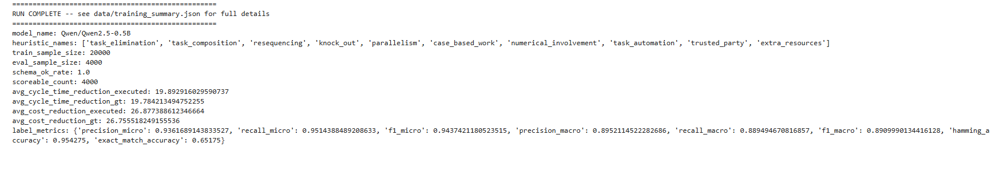 ==================================================
RUN COMPLETE -- see data/training_summary.json for full details
==================================================
model_name: Qwen/Qwen2.5-0.5B
heuristic_names: ['task_elimination', 'task_composition', 'resequencing', 'knock_out', 'parallelism', 'case_based_work', 'numerical_involvement', 'task_automation', 'trusted_party', 'extra_resources']
train_sample_size: 20000
eval_sample_size: 4000
schema_ok_rate: 1.0
scoreable_count: 4000
avg_cycle_time_reduction_executed: 19.892916029590737
avg_cycle_time_reduction_gt: 19.784213494752255
avg_cost_reduction_executed: 26.877388612346664
avg_cost_reduction_gt: 26.755518249155536
label_metrics: {'precision_micro': 0.9361689143833527, 'recall_micro': 0.9514388489208633, 'f1_micro': 0.9437421180523515, 'precision_macro': 0.8952114522282686, 'recall_macro': 0.889494670816857, 'f1_macro': 0.8909990134416128, 'hamming_a
ccuracy': 0.954275, 'exact_match_accuracy': 0.65175}